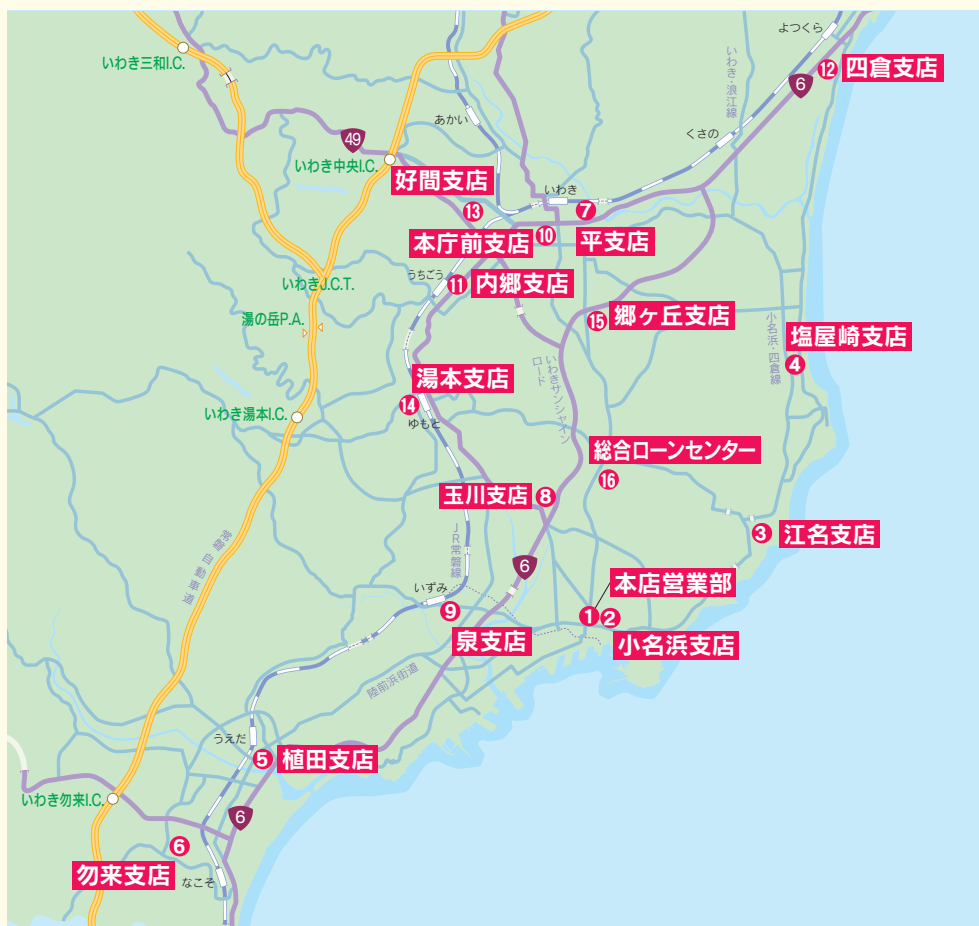 よつくら
いわき三和I.C.
いわき・浪江線
6
⑫
四倉支店
あかい
くさの
49
いわき中央I.C.
好間支店
いわき
⑬
⑦
本庁前支店
⑩
平支店
うちごう
⑪
内郷支店
いわきJ.C.T.
湯の岳P.A.
⑮
郷ヶ丘支店
小名浜・四倉線
塩屋崎支店
④
いわきサンシャイン
ロード
湯本支店
⑭
ゆもと
いわき湯本I.C.
総合ローンセンター
⑯
玉川支店
⑧
JR常磐線
③
江名支店
常磐自動車道
6
いずみ
⑨
泉支店
本店営業部
①
②
小名浜支店
陸前浜街道
うえだ
⑤
植田支店
いわき勿来I.C.
6
⑥
勿来支店
なこそ